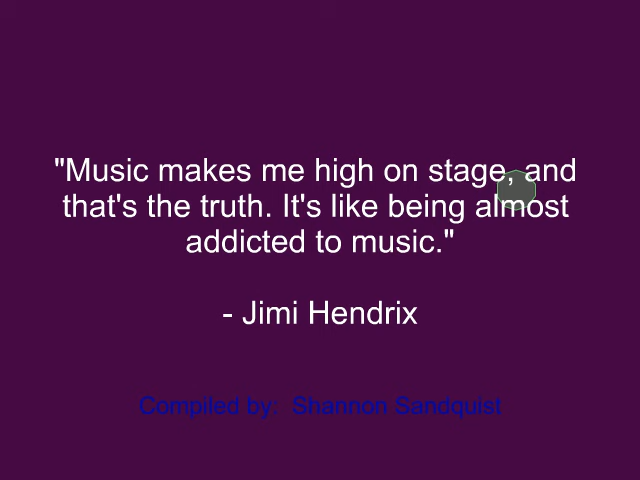 "Music makes me high on stage, and
that's the truth. It's like being almost
addicted to music."
- Jimi Hendrix
Compiled by:  Shannon Sandquist